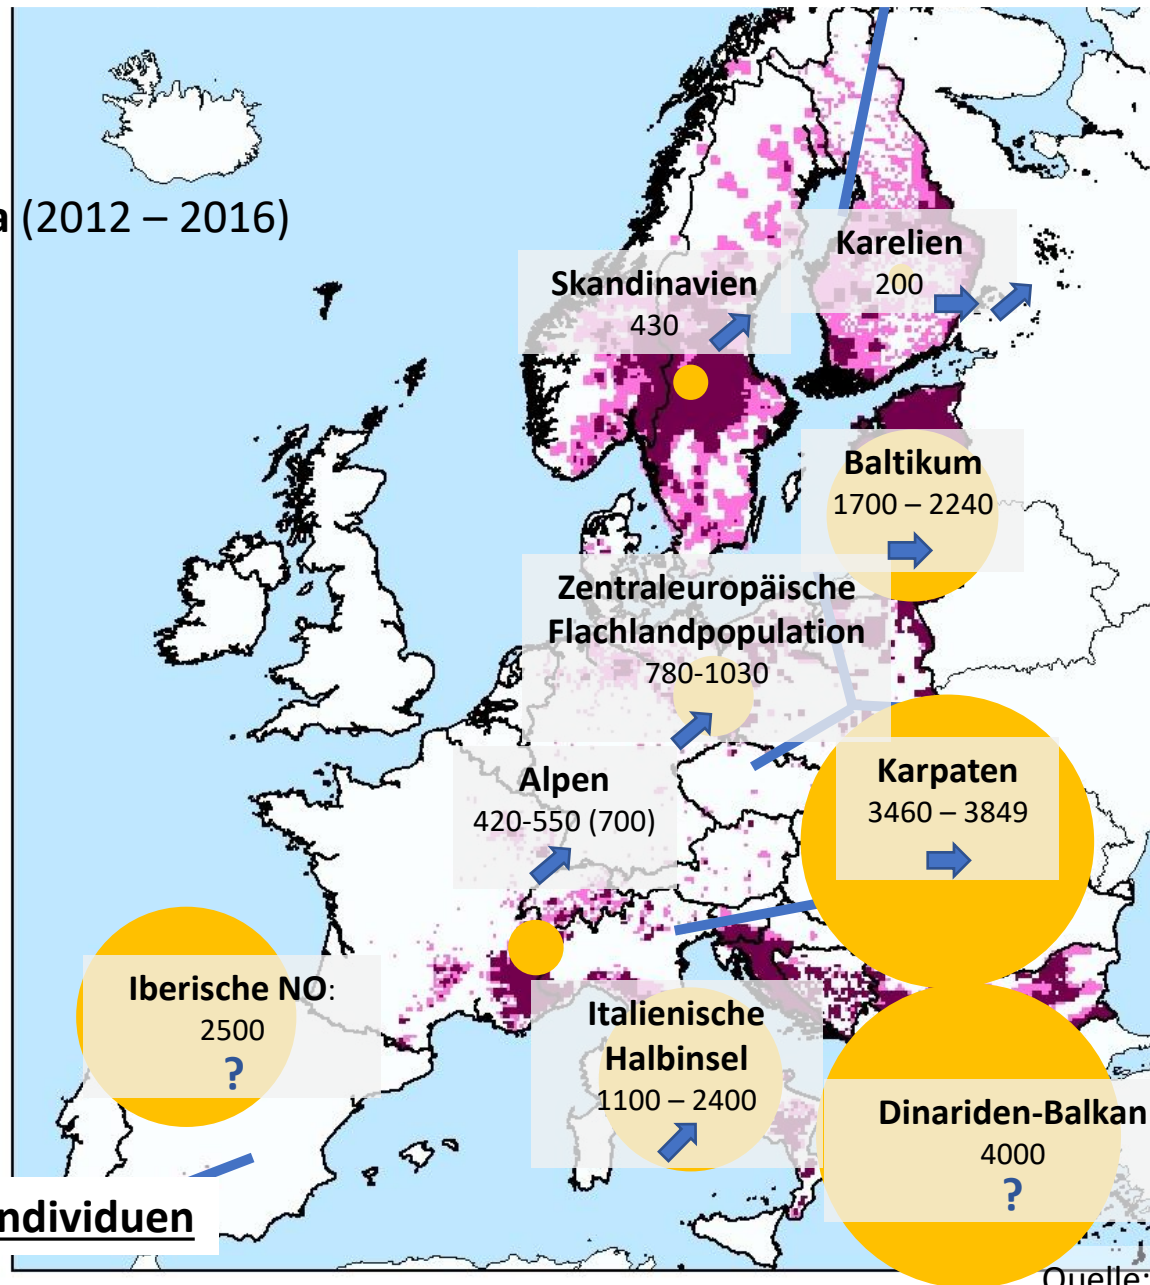 a (2012 – 2016)
Karelien
200
Skandinavien
430
Baltikum
1700 – 2240
Zentraleuropäische
Flachlandpopulation
780-1030
Alpen
420-550 (700)
Karpaten
3460 – 3849
Iberische NO:
2500
?
Italienische
Halbinsel
1100 – 2400
Dinariden-Balkan
4000
?
ndividuen
Quelle: